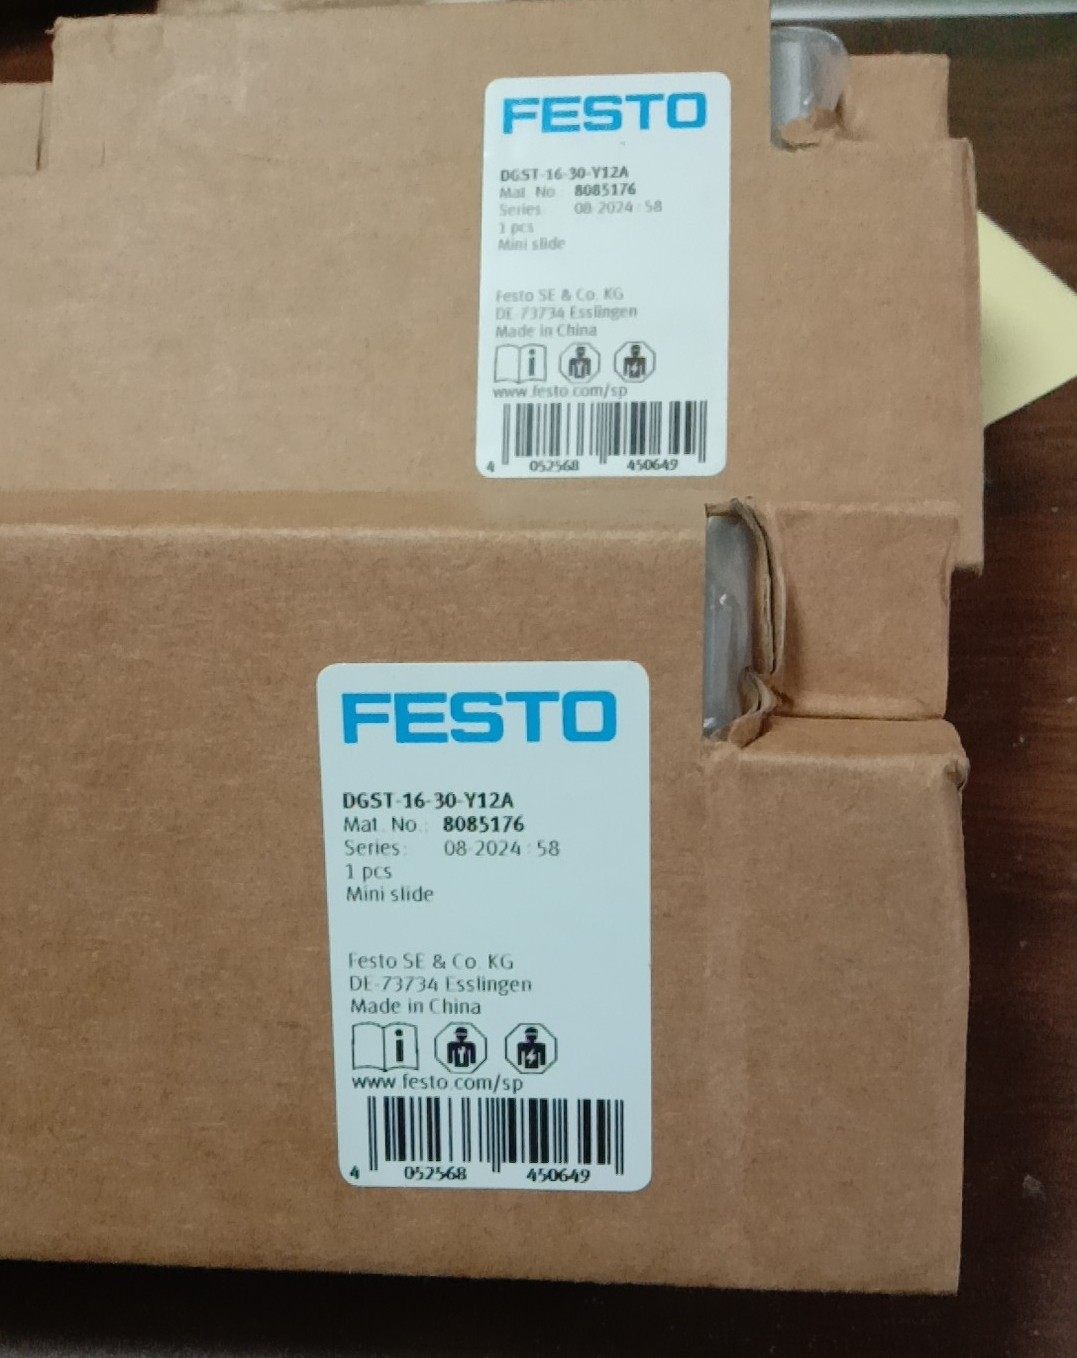 FESTO
DGST-16-30-Y12A
Mat. No.: 8085176
Series: 08-2024 : 58
1 pcs
Mini slide
Festo SE & Co. KG
DE-73734 Esslingen
Made in China
i
www.festo.com/sp
4 052568 450649
FESTO
DGST-16-30-Y12A
Mat. No.: 8085176
Series: 08-2024 : 58
1 pcs
Mini slide
Festo SE & Co. KG
DE-73734 Esslingen
Made in China
i
www.festo.com/sp
4 052568 450649